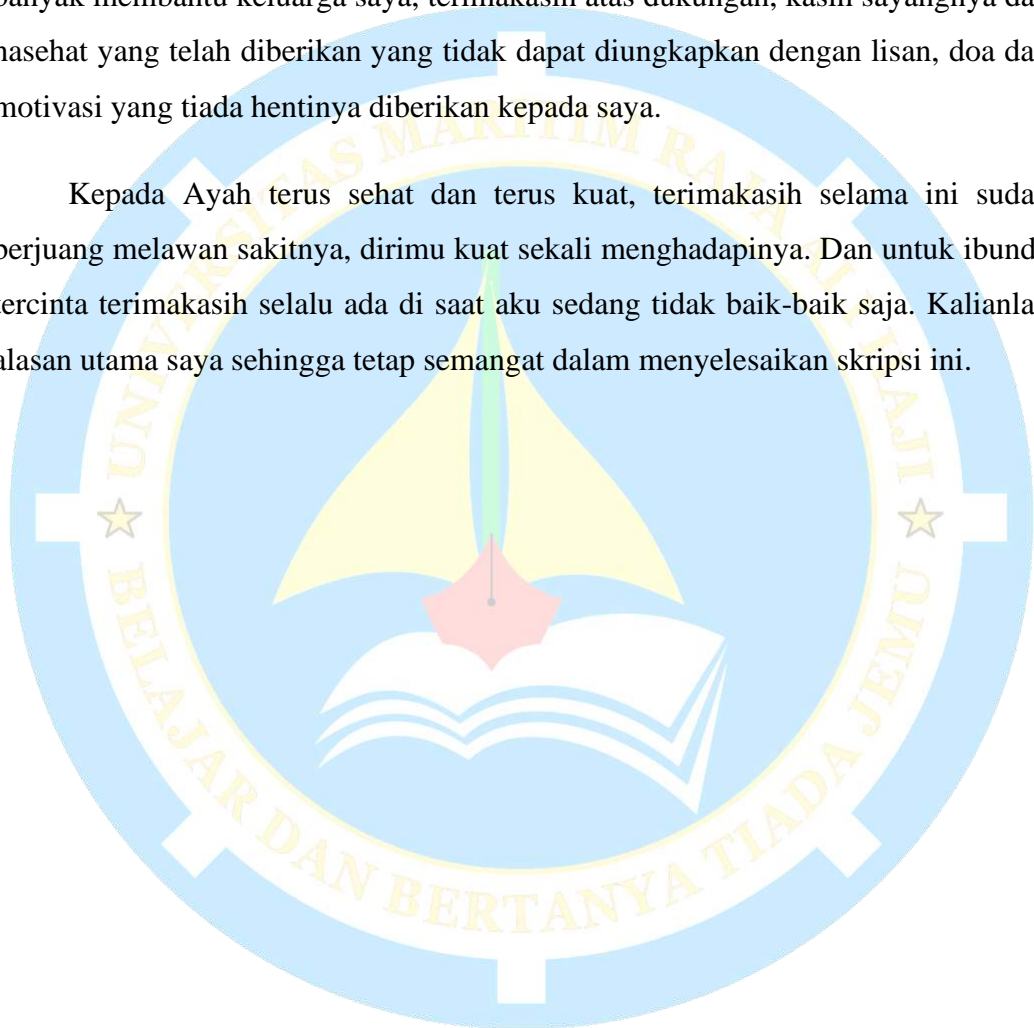 banyak membantu keluarga saya, terimakasih atas dukungan, kasih sayangnya da
nasehat yang telah diberikan yang tidak dapat diungkapkan dengan lisan, doa da
motivasi yang tiada hentinya diberikan kepada saya.
Kepada Ayah terus sehat dan terus kuat, terimakasih selama ini suda
berjuang melawan sakitnya, dirimu kuat sekali menghadapinya. Dan untuk ibund
tercinta terimakasih selalu ada di saat aku sedang tidak baik-baik saja. Kalianla
alasan utama saya sehingga tetap semangat dalam menyelesaikan skripsi ini.
UNIVERSITAS MARITIM RAJA ALI HAJI
BELAJAR DAN BERTANYA TIADA JEMU